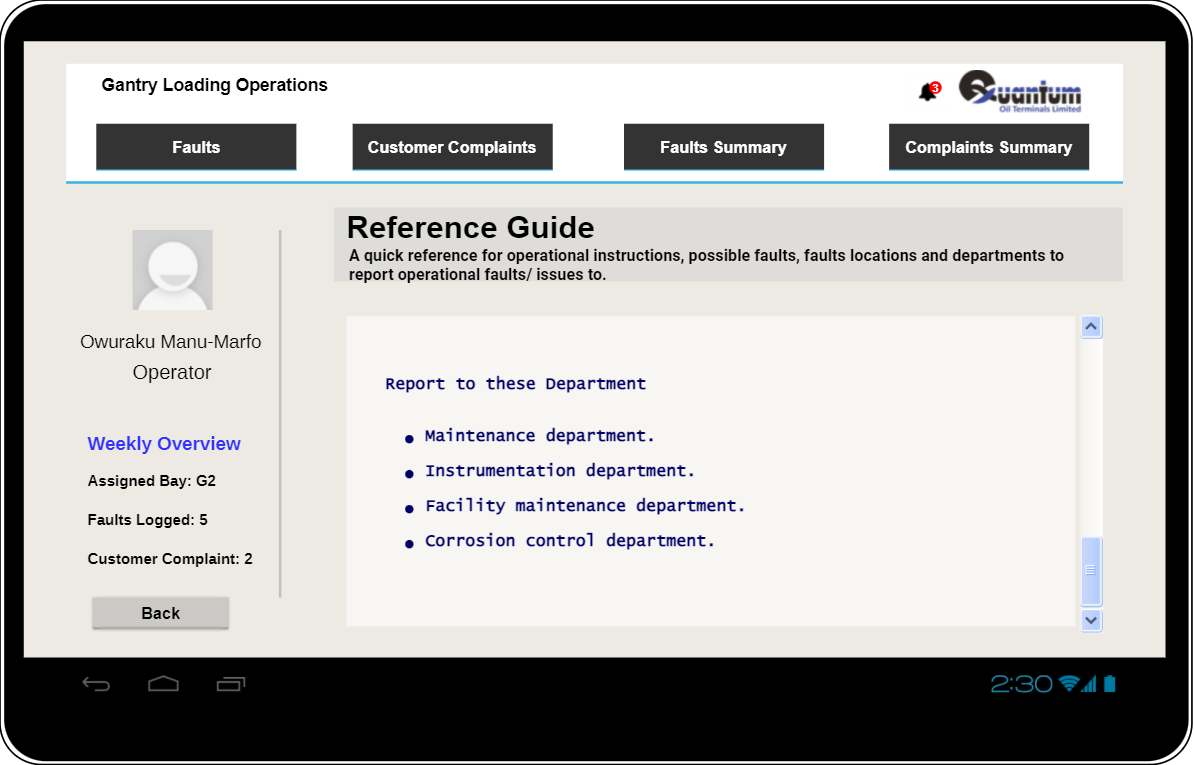 Gantry Loading Operations
3
Quantum
Oil Terminals Limited
Faults
Customer Complaints
Faults Summary
Complaints Summary
Reference Guide
A quick reference for operational instructions, possible faults, faults locations and departments to
report operational faults/ issues to.
Owuraku Manu-Marfo
Operator
Weekly Overview
Assigned Bay: G2
Faults Logged: 5
Customer Complaint: 2
Back
Report to these Department
● Maintenance department.
● Instrumentation department.
● Facility maintenance department.
● Corrosion control department.
2:30